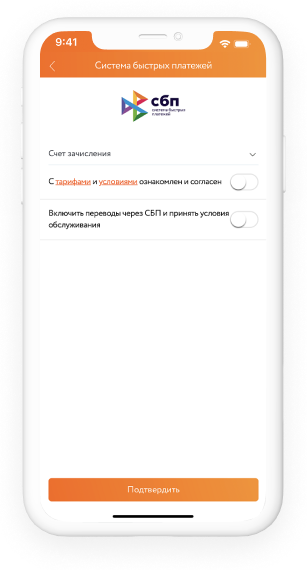 9:41
Система быстрых платежей
сбп
система быстрых
платежей
Счет зачисления
С тарифами и условиями ознакомлен и согласен
Включить переводы через СБП и принять условия
обслуживания
Подтвердить